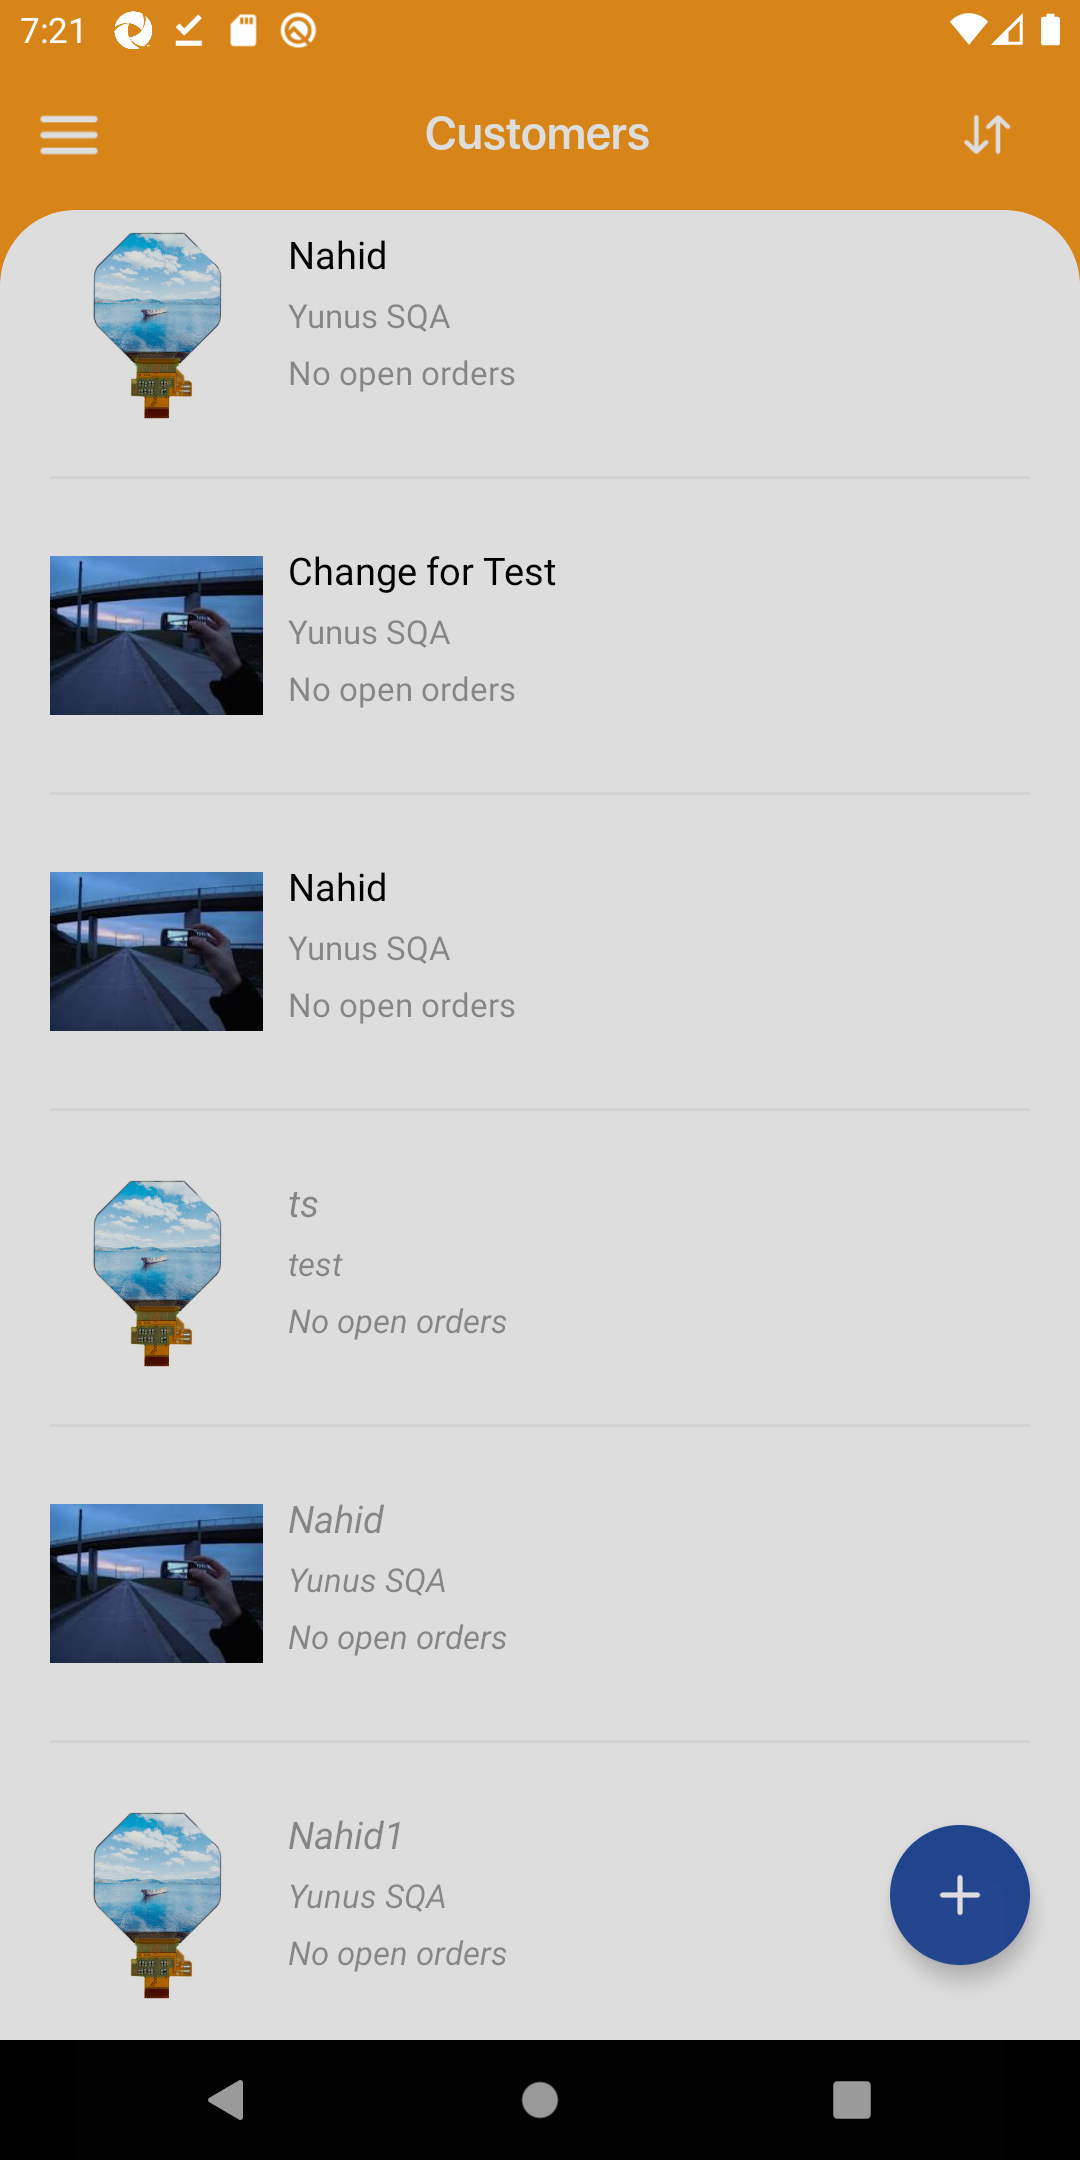 7:21
Customers
Nahid
Yunus SQA
No open orders
Change for Test
Yunus SQA
No open orders
Nahid
Yunus SQA
No open orders
ts
test
No open orders
Nahid
Yunus SQA
No open orders
Nahid1
Yunus SQA
No open orders